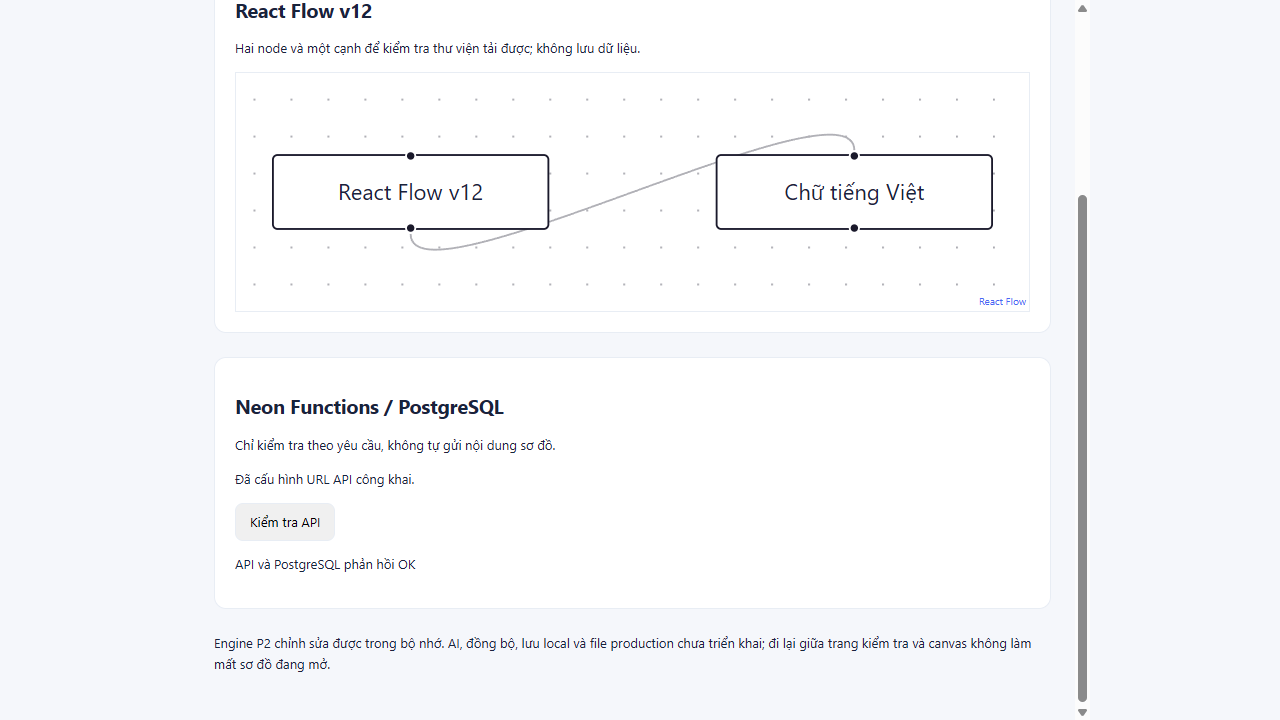 React Flow v12
Hai node và một cạnh để kiểm tra thư viện tải được; không lưu dữ liệu.
React Flow v12
Chữ tiếng Việt
React Flow
Neon Functions / PostgreSQL
Chỉ kiểm tra theo yêu cầu, không tự gửi nội dung sơ đồ.
Đã cấu hình URL API công khai.
Kiểm tra API
API và PostgreSQL phản hồi OK
Engine P2 chỉnh sửa được trong bộ nhớ. AI, đồng bộ, lưu local và file production chưa triển khai; đi lại giữa trang kiểm tra và canvas không làm
mất sơ đồ đang mở.